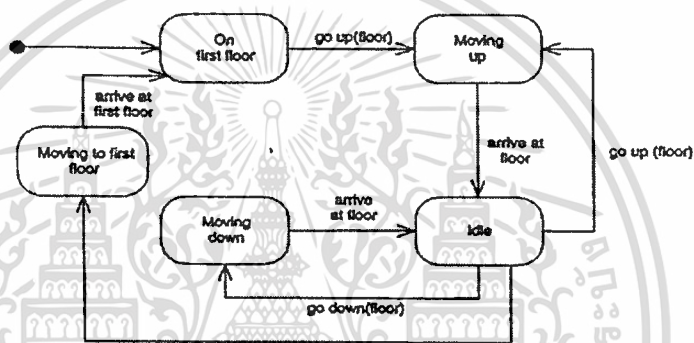 On
first floor
go up(floor)
Moving
up
arrive at
first floor
Moving to first
floor
arrive at
floor
go up (floor)
Moving
down
arrive
at floor
Idle
go down(floor)